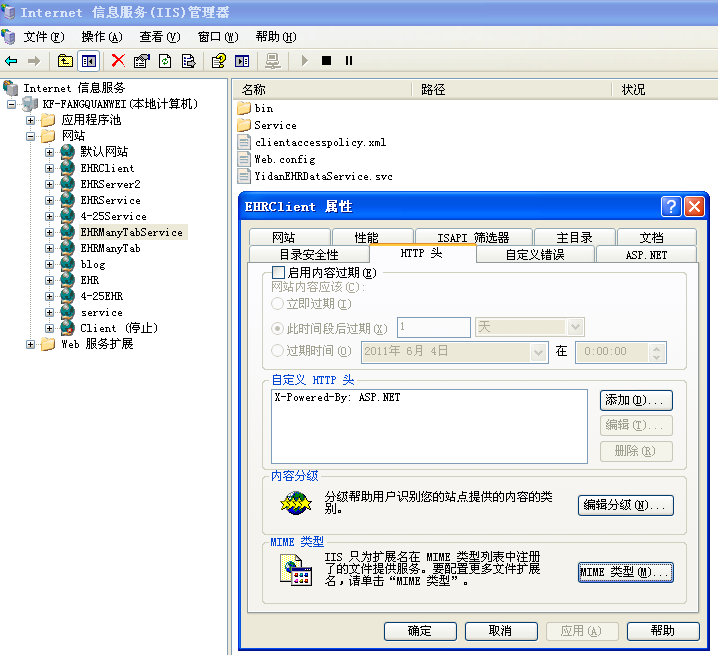 Internet 信息服务(IIS)管理器
文件(F) 操作(A) 查看(V) 窗口(W) 帮助(H)
Internet 信息服务
KF-FANGQUANWEI(本地计算机)
应用程序池
网站
默认网站
EHRClient
EHRServer2
EHRService
4-25Service
EHRManyTabService
EHRManyTab
blog
EHR
4-25EHR
service
Client (停止)
Web 服务扩展
名称 路径 状况
bin
Service
clientaccesspolicy.xml
Web.config
YidanEHRDataService.svc
EHRClient 属性
网站 性能 ISAPI 筛选器 主目录 文档
目录安全性 HTTP 头 自定义错误 ASP.NET
启用内容过期(E)
网站内容应该(C):
立即过期(I)
此时间段后过期(X) 1 天
过期时间(O) 2011年 6月 4日 在 0:00:00
自定义 HTTP 头
X-Powered-By: ASP.NET
添加(D)...
编辑(T)...
删除(R)
内容分级
分级帮助用户识别您的站点提供的内容的类
别。
编辑分级(N)...
MIME 类型
IIS 只为扩展名在 MIME 类型列表中注册
了的文件提供服务。要配置更多文件扩展
名，请单击“MIME 类型”。
MIME 类型(M)...
确定 取消 应用(A) 帮助